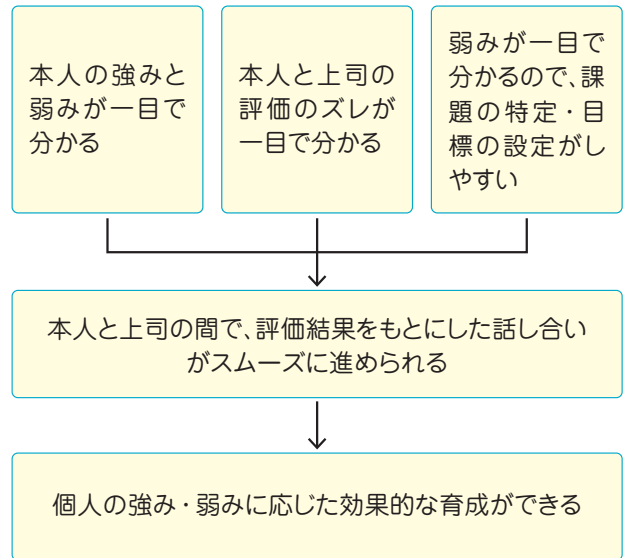 本人の強みと
弱みが一目で
分かる
本人と上司の
評価のズレが
一目で分かる
弱みが一目で
分かるので、課
題の特定・目
標の設定がし
やすい
本人と上司の間で、評価結果をもとにした話し合い
がスムーズに進められる
個人の強み・弱みに応じた効果的な育成ができる